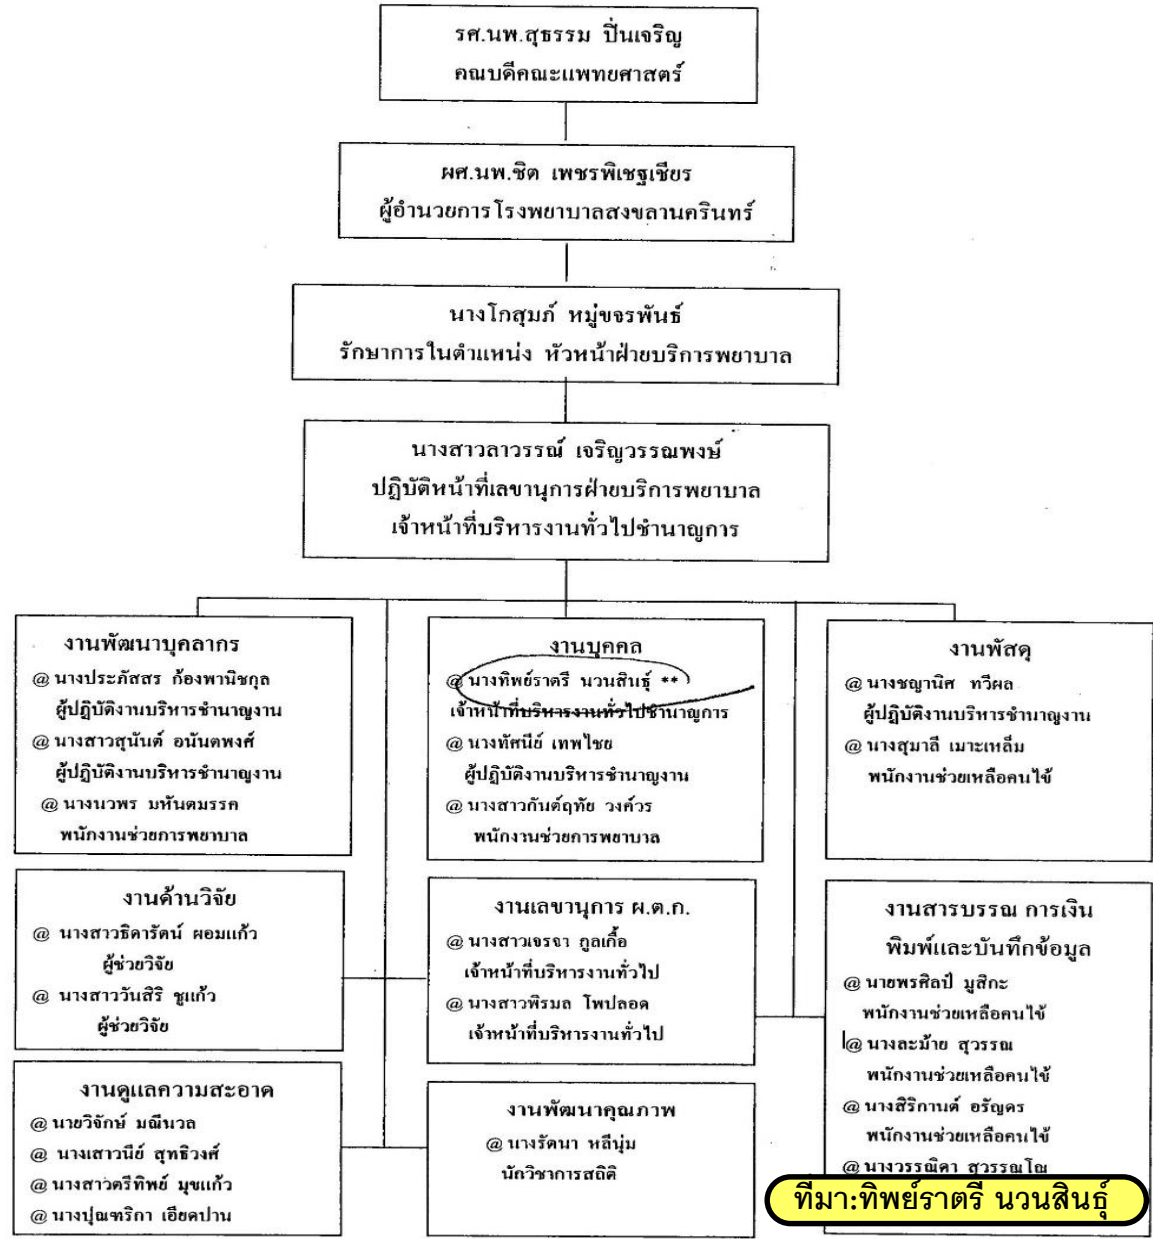 รศ.นพ.สุธรรม ปิ่นเจริญ
คณบดีคณะแพทยศาสตร์
ผศ.นพ.ชิต เพชรพิเชฐเชียร
ผู้อำนวยการโรงพยาบาลสงขลานครินทร์
นางโกสุมภ์ หมู่ขจรพันธ์
รักษาการในตำแหน่ง หัวหน้าฝ่ายบริการพยาบาล
นางสาวลาวรรณ์ เจริญวรรณพงษ์
ปฏิบัติหน้าที่เลขานุการฝ่ายบริการพยาบาล
เจ้าหน้าที่บริหารงานทั่วไปชำนาญการ
งานพัฒนาบุคลากร
@ นางประภัสสร ก้องพานิชกุล
ผู้ปฏิบัติงานบริหารชำนาญงาน
@ นางสาวสุนันต์ อนันตพงศ์
ผู้ปฏิบัติงานบริหารชำนาญงาน
@ นางนวพร มหันตมรรค
พนักงานช่วยการพยาบาล
งานบุคคล
@ นางทิพย์ราตรี นวนสินธุ์ **
เจ้าหน้าที่บริหารงานทั่วไปชำนาญการ
@ นางทัศนีย์ เทพไชย
ผู้ปฏิบัติงานบริหารชำนาญงาน
@ นางสาวกันต์ฤทัย วงค์วร
พนักงานช่วยการพยาบาล
งานพัสดุ
@ นางชญานิศ ทวีผล
ผู้ปฏิบัติงานบริหารชำนาญงาน
@ นางสุมาลี เมาะเหล็ม
พนักงานช่วยเหลือคนไข้
งานด้านวิจัย
@ นางสาวธิดารัตน์ ผอมแก้ว
ผู้ช่วยวิจัย
@ นางสาววันสิริ ชูแก้ว
ผู้ช่วยวิจัย
งานเลขานุการ ผ.ต.ก.
@ นางสาวเจรจา กูลเกื้อ
เจ้าหน้าที่บริหารงานทั่วไป
@ นางสาวพิรมล โพปลอด
เจ้าหน้าที่บริหารงานทั่วไป
งานสารบรรณ การเงิน
พิมพ์และบันทึกข้อมูล
@ นายพรศิลป์ มูสิกะ
พนักงานช่วยเหลือคนไข้
@ นางละม้าย สุวรรณ
พนักงานช่วยเหลือคนไข้
@ นางสิริกานต์ อรัญดร
พนักงานช่วยเหลือคนไข้
@ นางวรรณิดา สุวรรณโณ
งานดูแลความสะอาด
@ นายวิจักษ์ มณีนวล
@ นางเสาวนีย์ สุทธิวงศ์
@ นางสาวตรีทิพย์ มุขแก้ว
@ นางปุณฑริกา เอียดปาน
งานพัฒนาคุณภาพ
@ นางรัตนา หลีนุ่ม
นักวิชาการสถิติ
ที่มา:ทิพย์ราตรี นวนสินธุ์